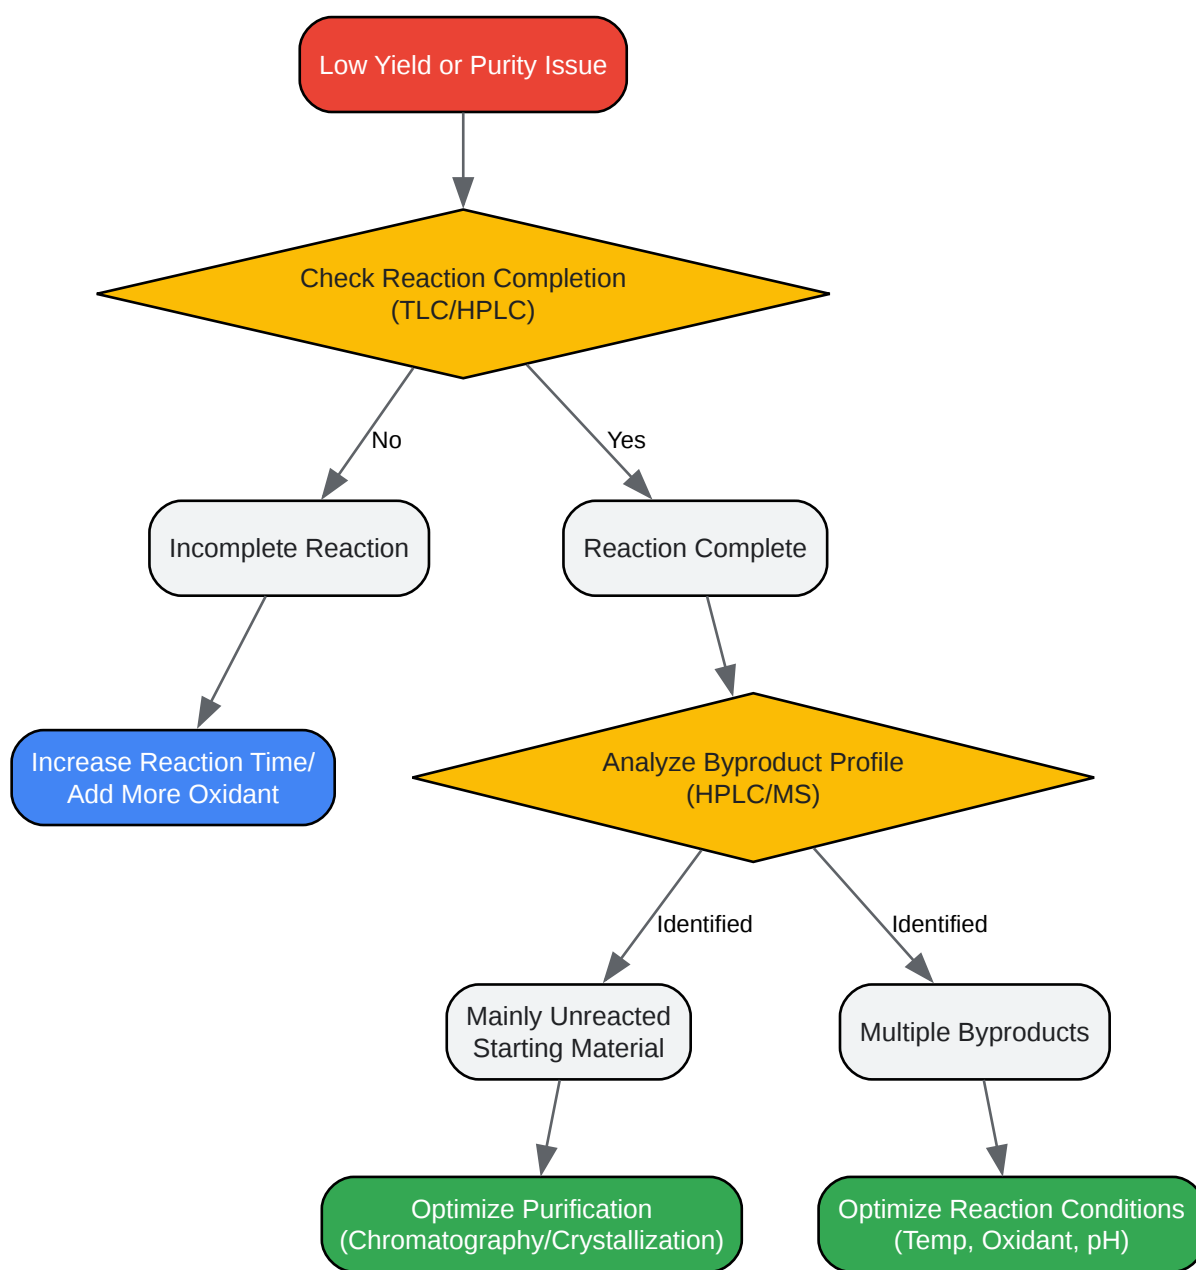 Low Yield or Purity Issue
Check Reaction Completion
(TLC/HPLC)
No
Yes
Incomplete Reaction
Reaction Complete
Increase Reaction Time/
Add More Oxidant
Analyze Byproduct Profile
(HPLC/MS)
Identified
Identified
Mainly Unreacted
Starting Material
Multiple Byproducts
Optimize Purification
(Chromatography/Crystallization)
Optimize Reaction Conditions
(Temp, Oxidant, pH)